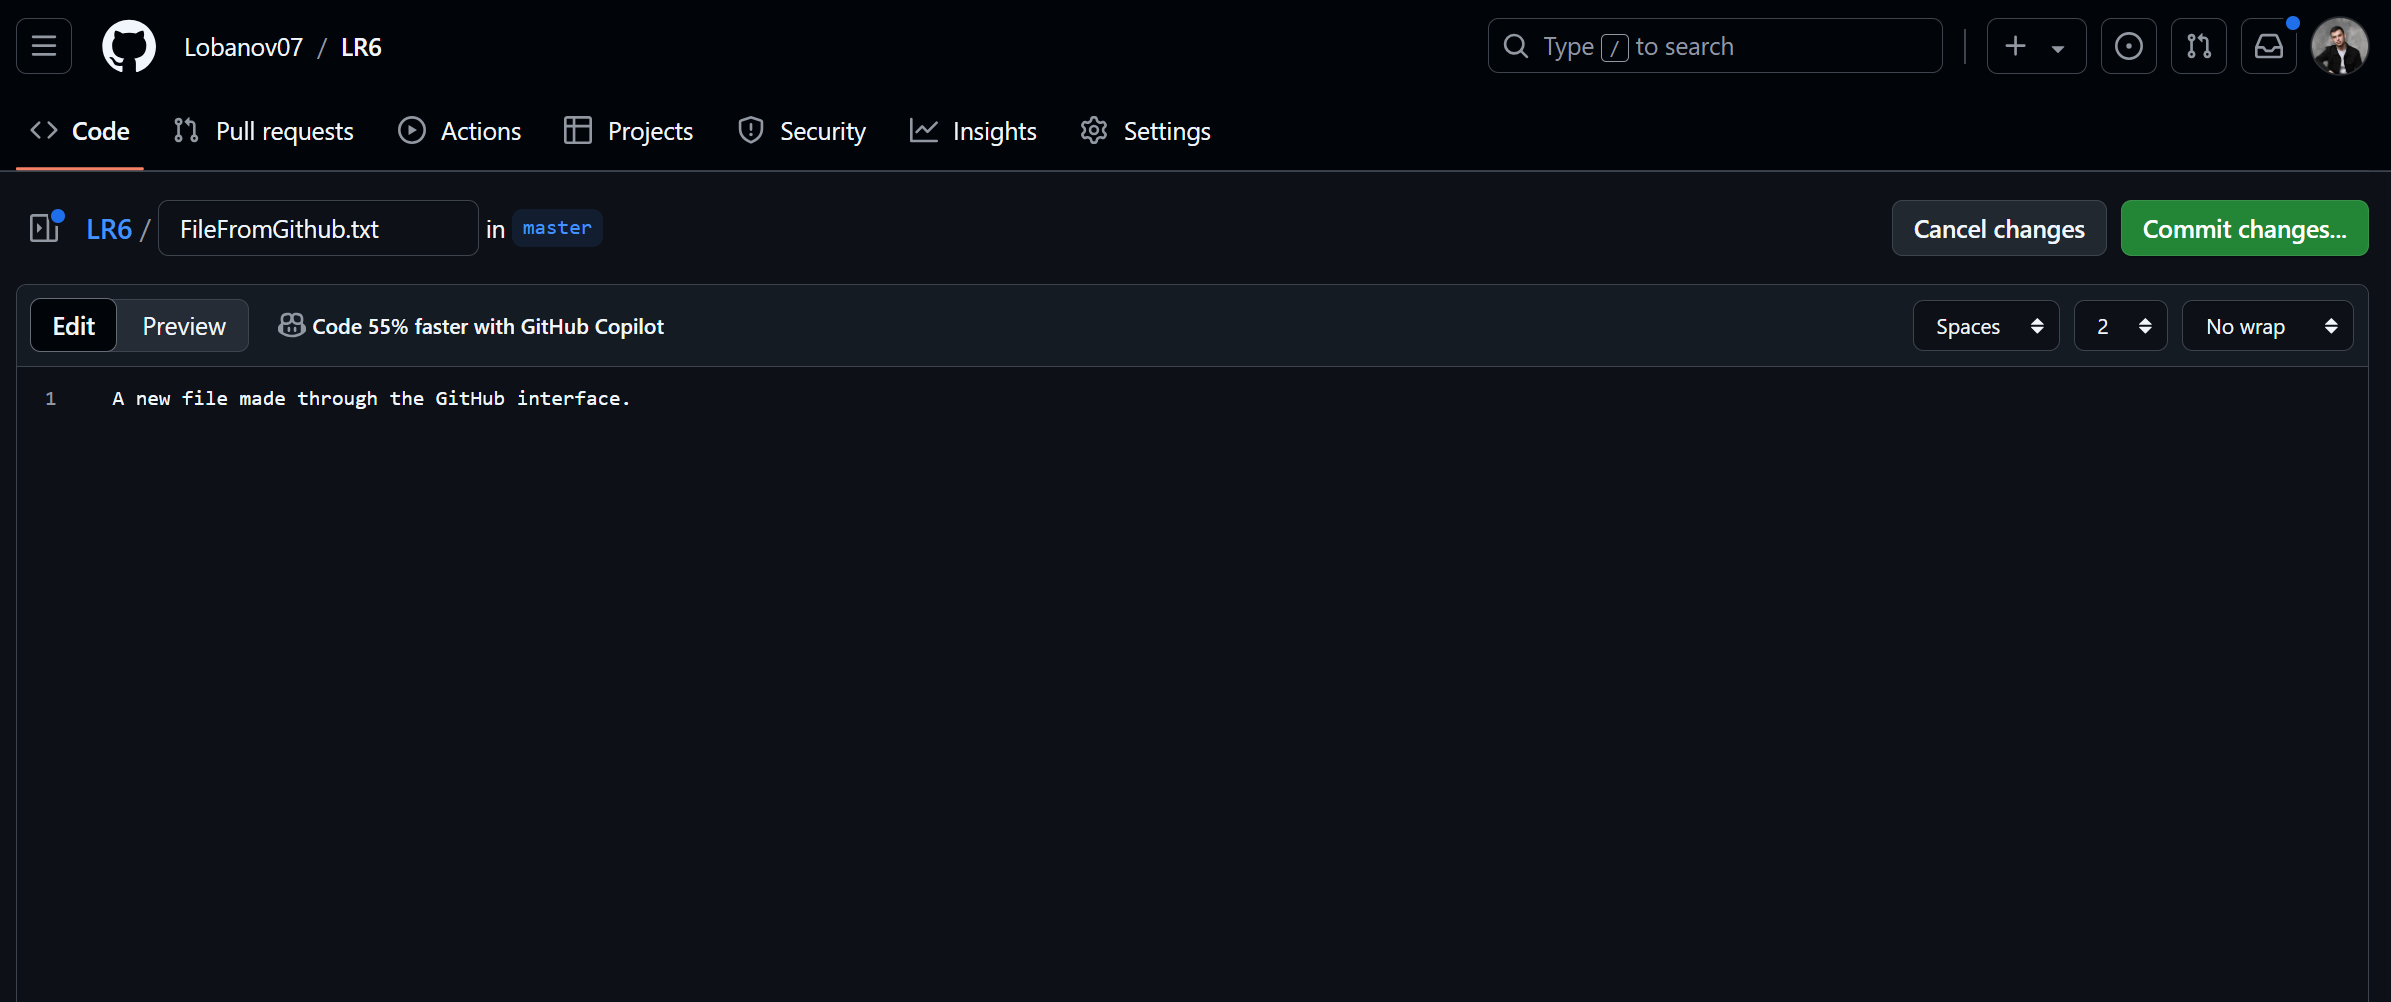 Lobanov07 / LR6
Type / to search
Code Pull requests Actions Projects Security Insights Settings
LR6 / FileFromGithub.txt in master
Cancel changes Commit changes...
Edit Preview Code 55% faster with GitHub Copilot
Spaces 2 No wrap
1 A new file made through the GitHub interface.